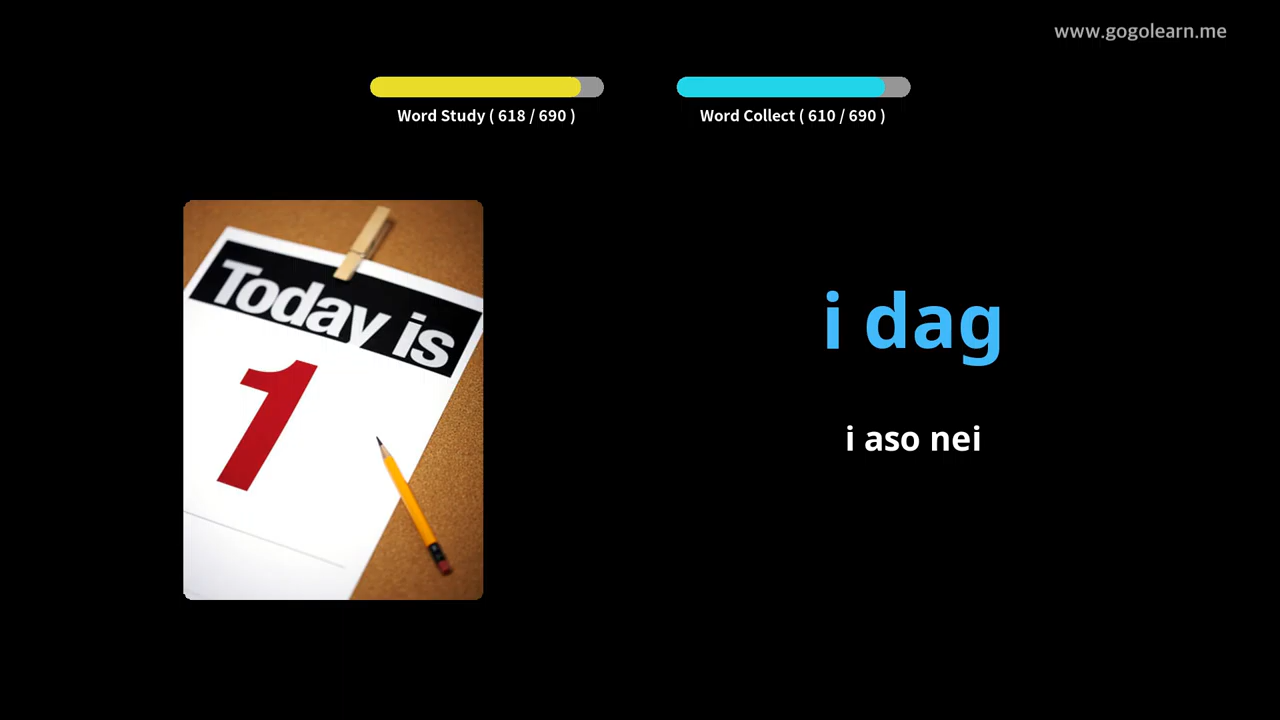 www.gogolearn.me
Word Study ( 618 / 690 )
Word Collect ( 610 / 690 )
Today is
1
i dag
i aso nei